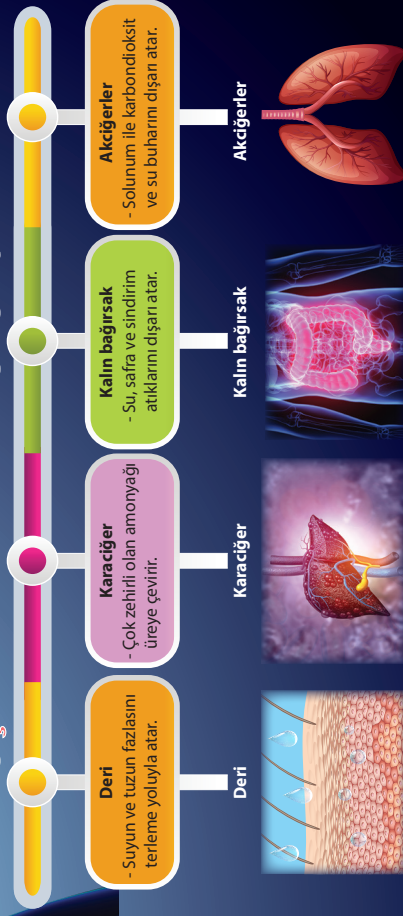 Deri
- Suyun ve tuzun fazlasını
terleme yoluyla atar.
Deri
Karaciğer
- Çok zehirli olan amonyağı
üreye çevirir.
Karaciğer
Kalın bağırsak
- Su, safra ve sindirim
atıklarını dışarı atar.
Kalın bağırsak
Akciğerler
- Solunum ile karbondioksit
ve su buharını dışarı atar.
Akciğerler